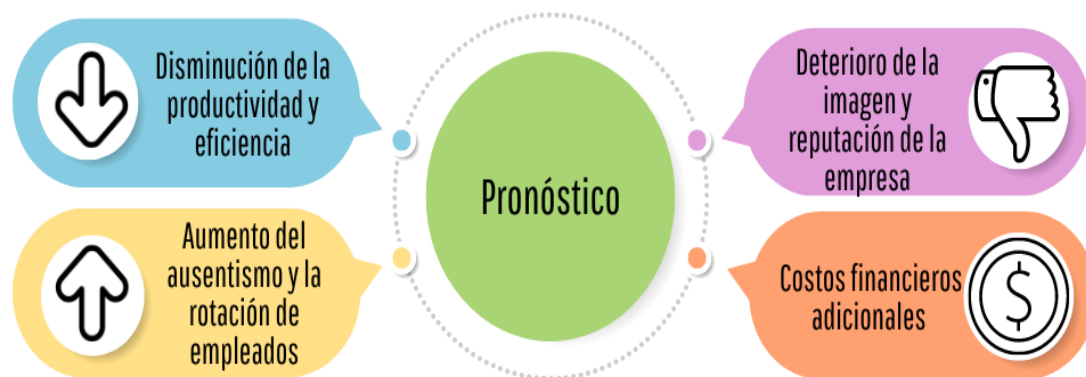 Disminución de la
productividad y
eficiencia
Aumento del
ausentismo y la
rotación de
empleados
Pronóstico
Deterioro de la
imagen y
reputación de la
empresa
Costos financieros
adicionales
$